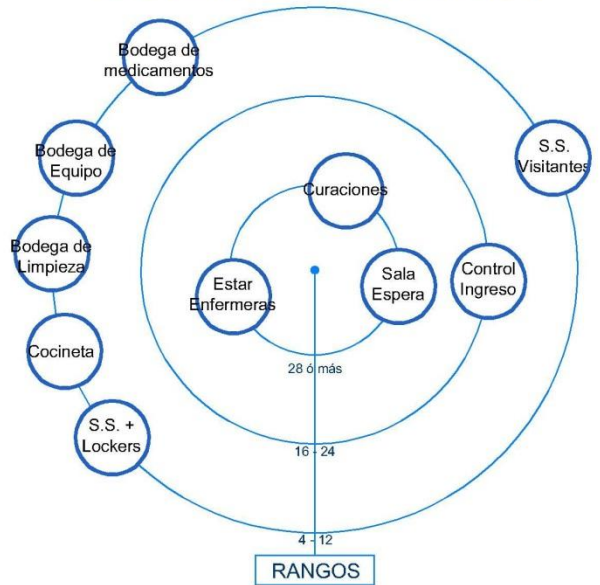 Bodega de
medicamentos
Bodega de
Equipo
S.S.
Visitantes
Curaciones
Bodega de
Limpieza
Estar
Enfermeras
Sala
Espera
Control
Ingreso
Cocineta
28 ó más
S.S. +
Lockers
16 - 24
4 - 12
RANGOS